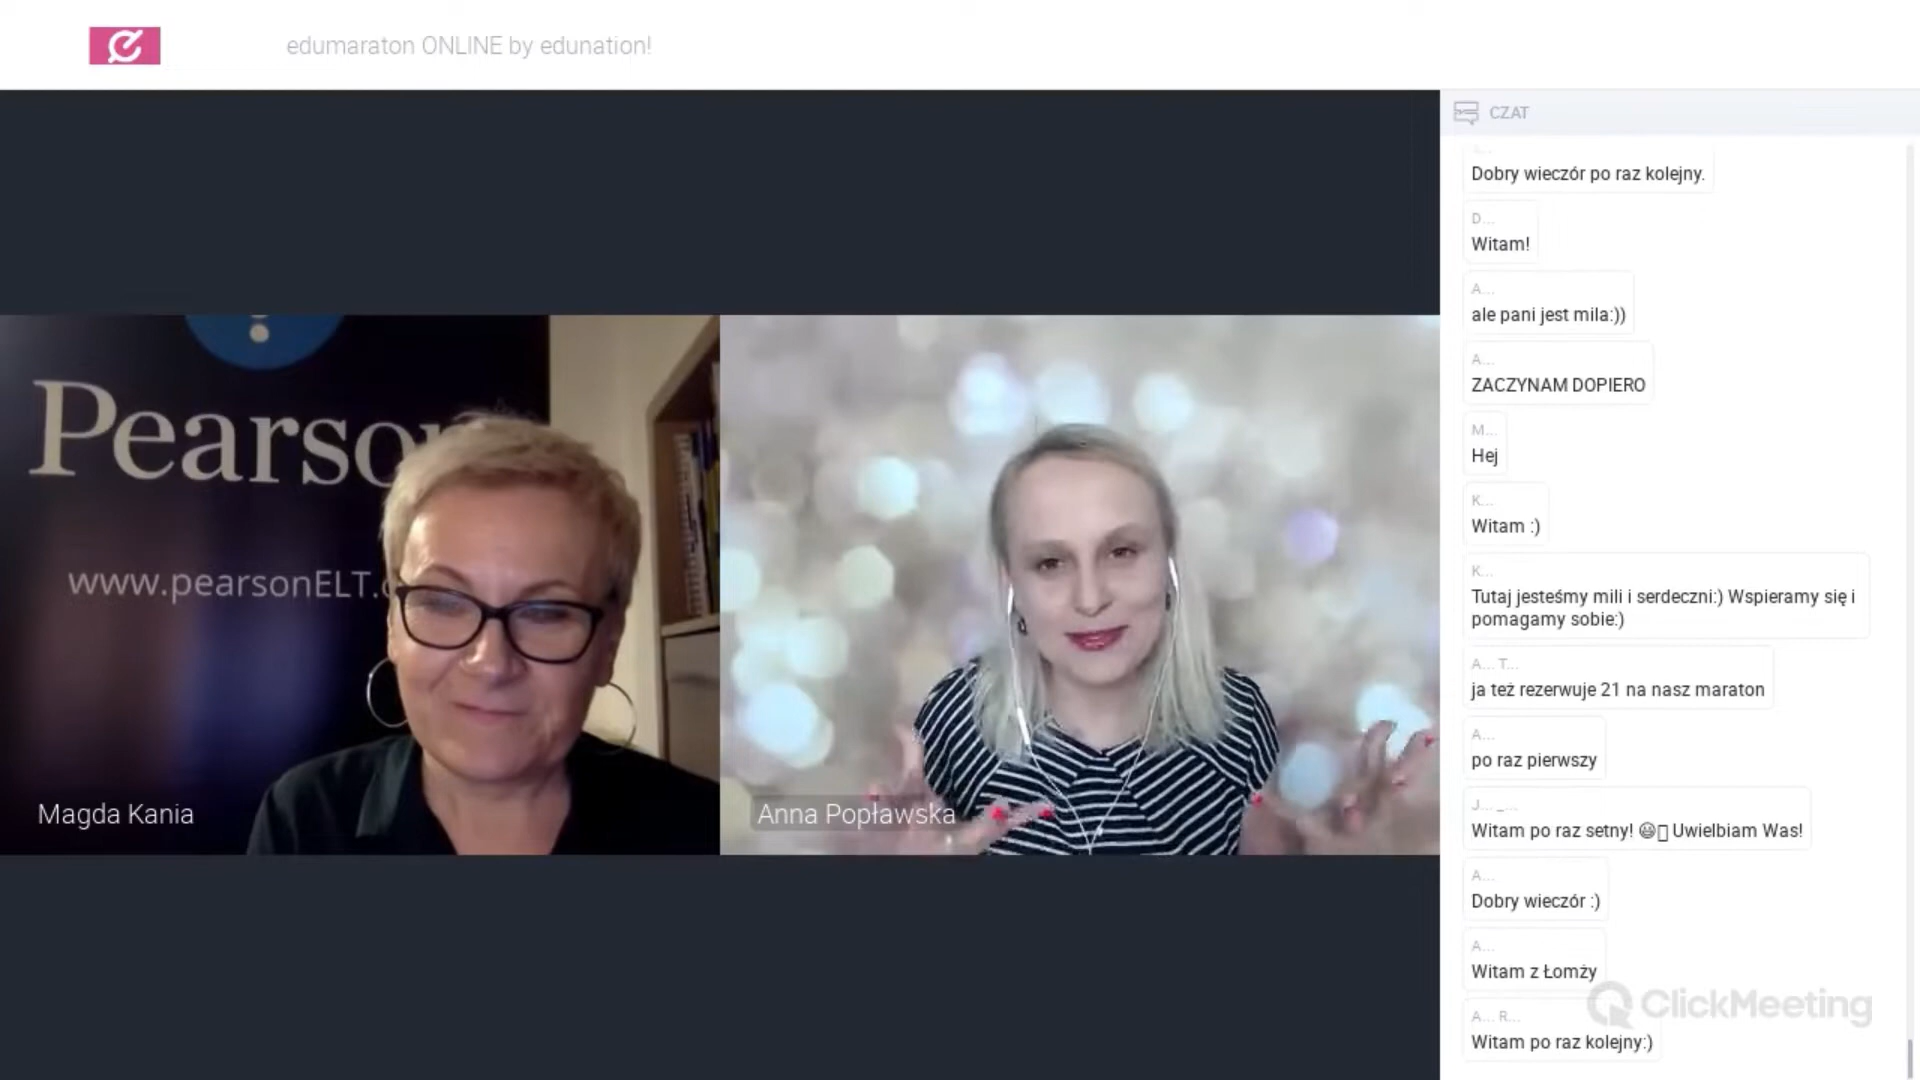 edumaraton ONLINE by edunation!
Pearso
www.pearsonELT.
Magda Kania
Anna Popławska
CZAT
Dobry wieczór po raz kolejny.
D...
Witam!
A...
ale pani jest mila:))
A...
ZACZYNAM DOPIERO
M...
Hej
K...
Witam :)
K...
Tutaj jesteśmy mili i serdeczni:) Wspieramy się i
pomagamy sobie:)
A... T...
ja też rezerwuje 21 na nasz maraton
A...
po raz pierwszy
J... _...
Witam po raz setny! 😃▯ Uwielbiam Was!
A...
Dobry wieczór :)
A...
Witam z Łomży
ClickMeeting
A... R...
Witam po raz kolejny:)